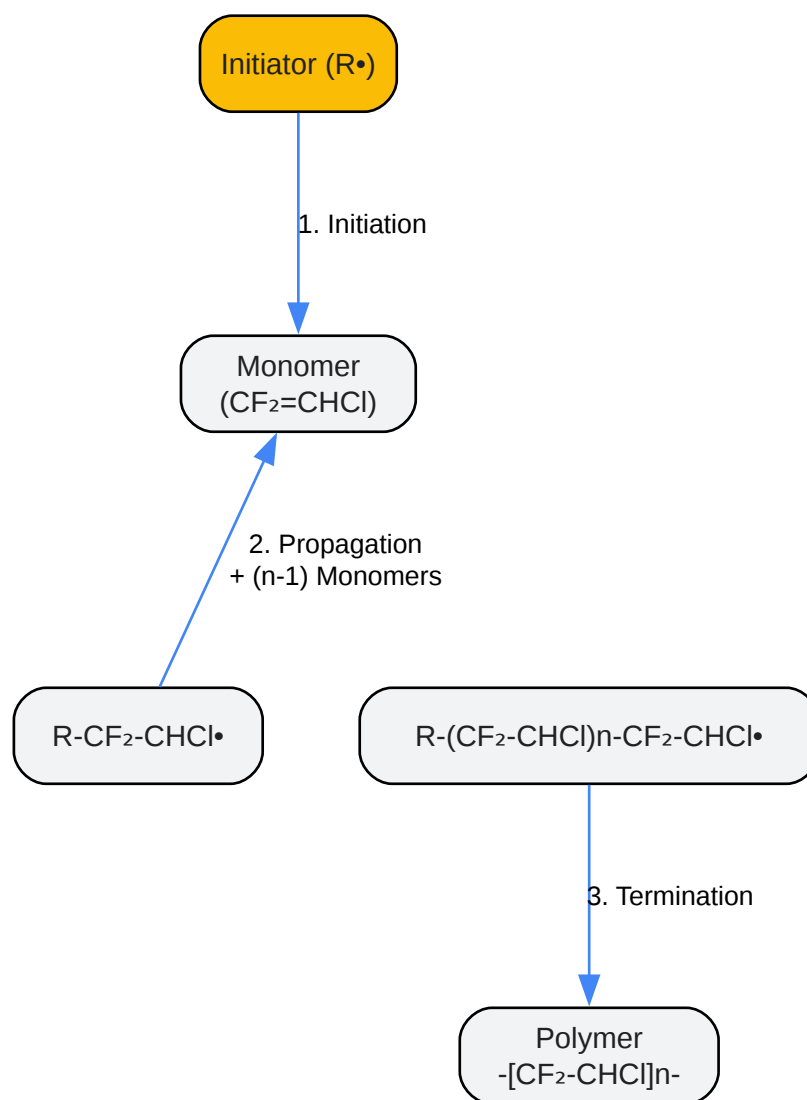 Initiator (R•)
1. Initiation
Monomer
(CF₂=CHCl)
2. Propagation
+ (n-1) Monomers
R-CF₂-CHCl•
R-(CF₂-CHCl)n-CF₂-CHCl•
3. Termination
Polymer
-[CF₂-CHCl]n-